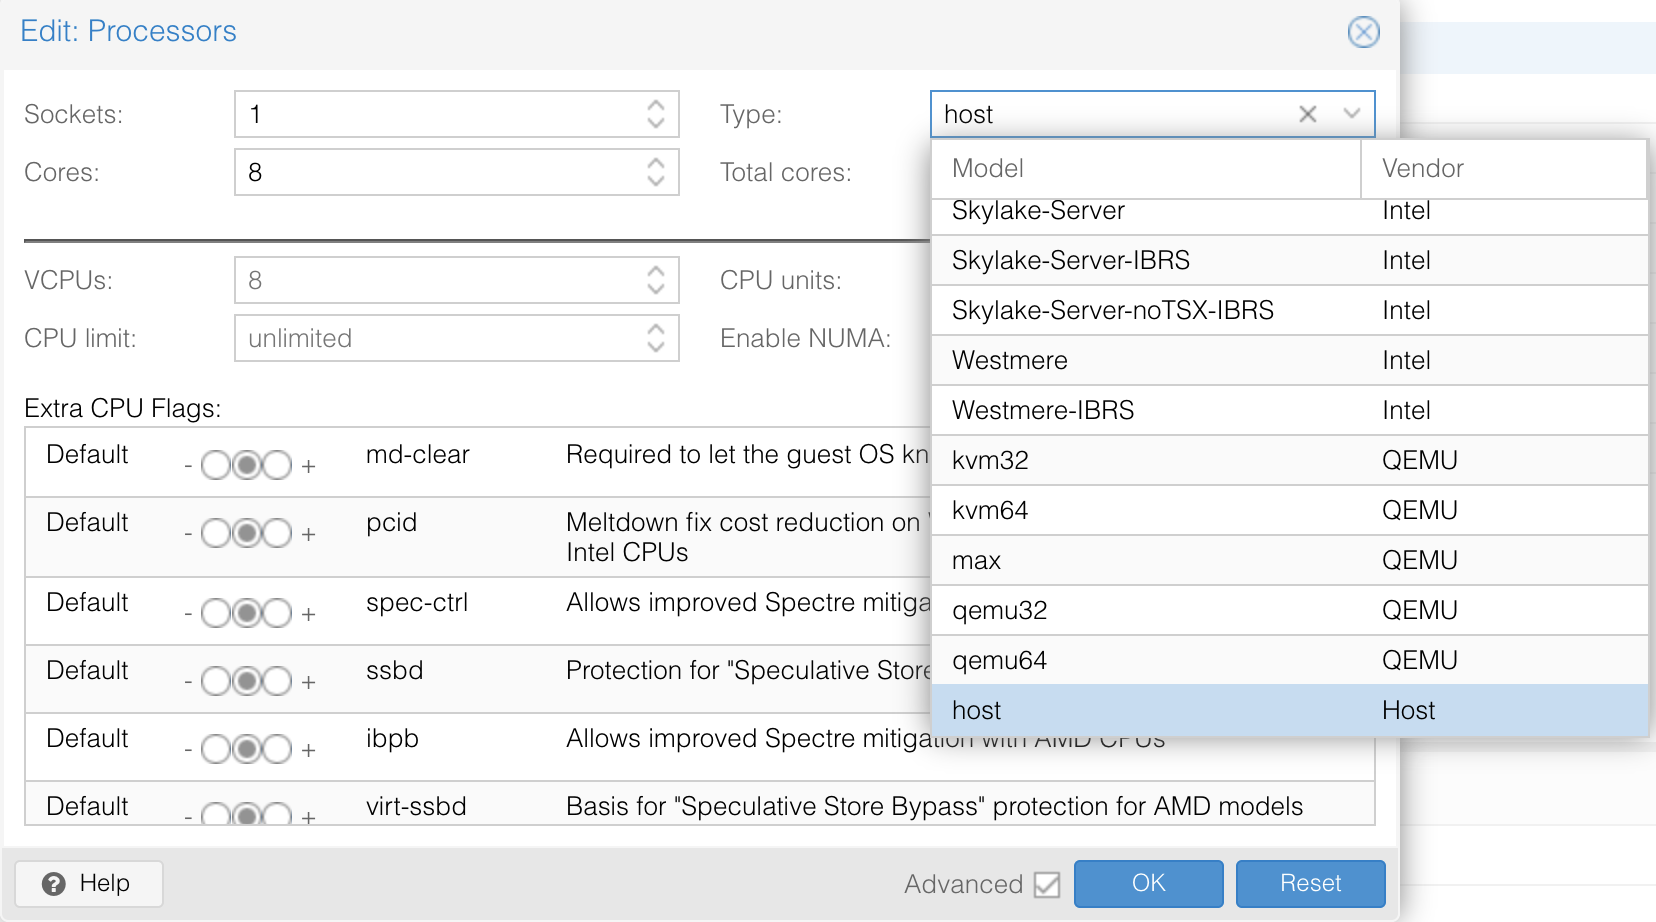 Edit: Processors
Sockets: 1 Type: host
Cores: 8 Total cores:
Model Vendor
Skylake-Server Intel
Skylake-Server-IBRS Intel
Skylake-Server-noTSX-IBRS Intel
Westmere Intel
Westmere-IBRS Intel
kvm32 QEMU
kvm64 QEMU
max QEMU
qemu32 QEMU
qemu64 QEMU
host Host
VCPUs: 8 CPU units:
CPU limit: unlimited Enable NUMA:
Extra CPU Flags:
Default - + md-clear Required to let the guest OS kn
Default - + pcid Meltdown fix cost reduction on
Intel CPUs
Default - + spec-ctrl Allows improved Spectre mitiga
Default - + ssbd Protection for "Speculative Store
Default - + ibpb Allows improved Spectre mitigation with AMD CPUs
Default - + virt-ssbd Basis for "Speculative Store Bypass" protection for AMD models
Help Advanced OK Reset